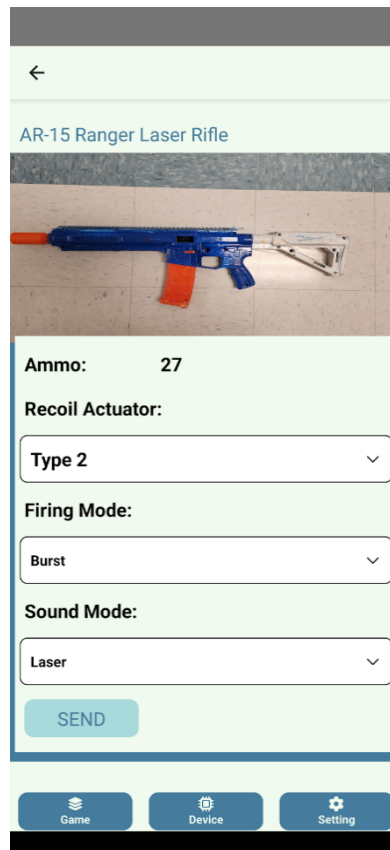 AR-15 Ranger Laser Rifle
Ammo: 27
Recoil Actuator:
Type 2
Firing Mode:
Burst
Sound Mode:
Laser
SEND
Game Device Setting